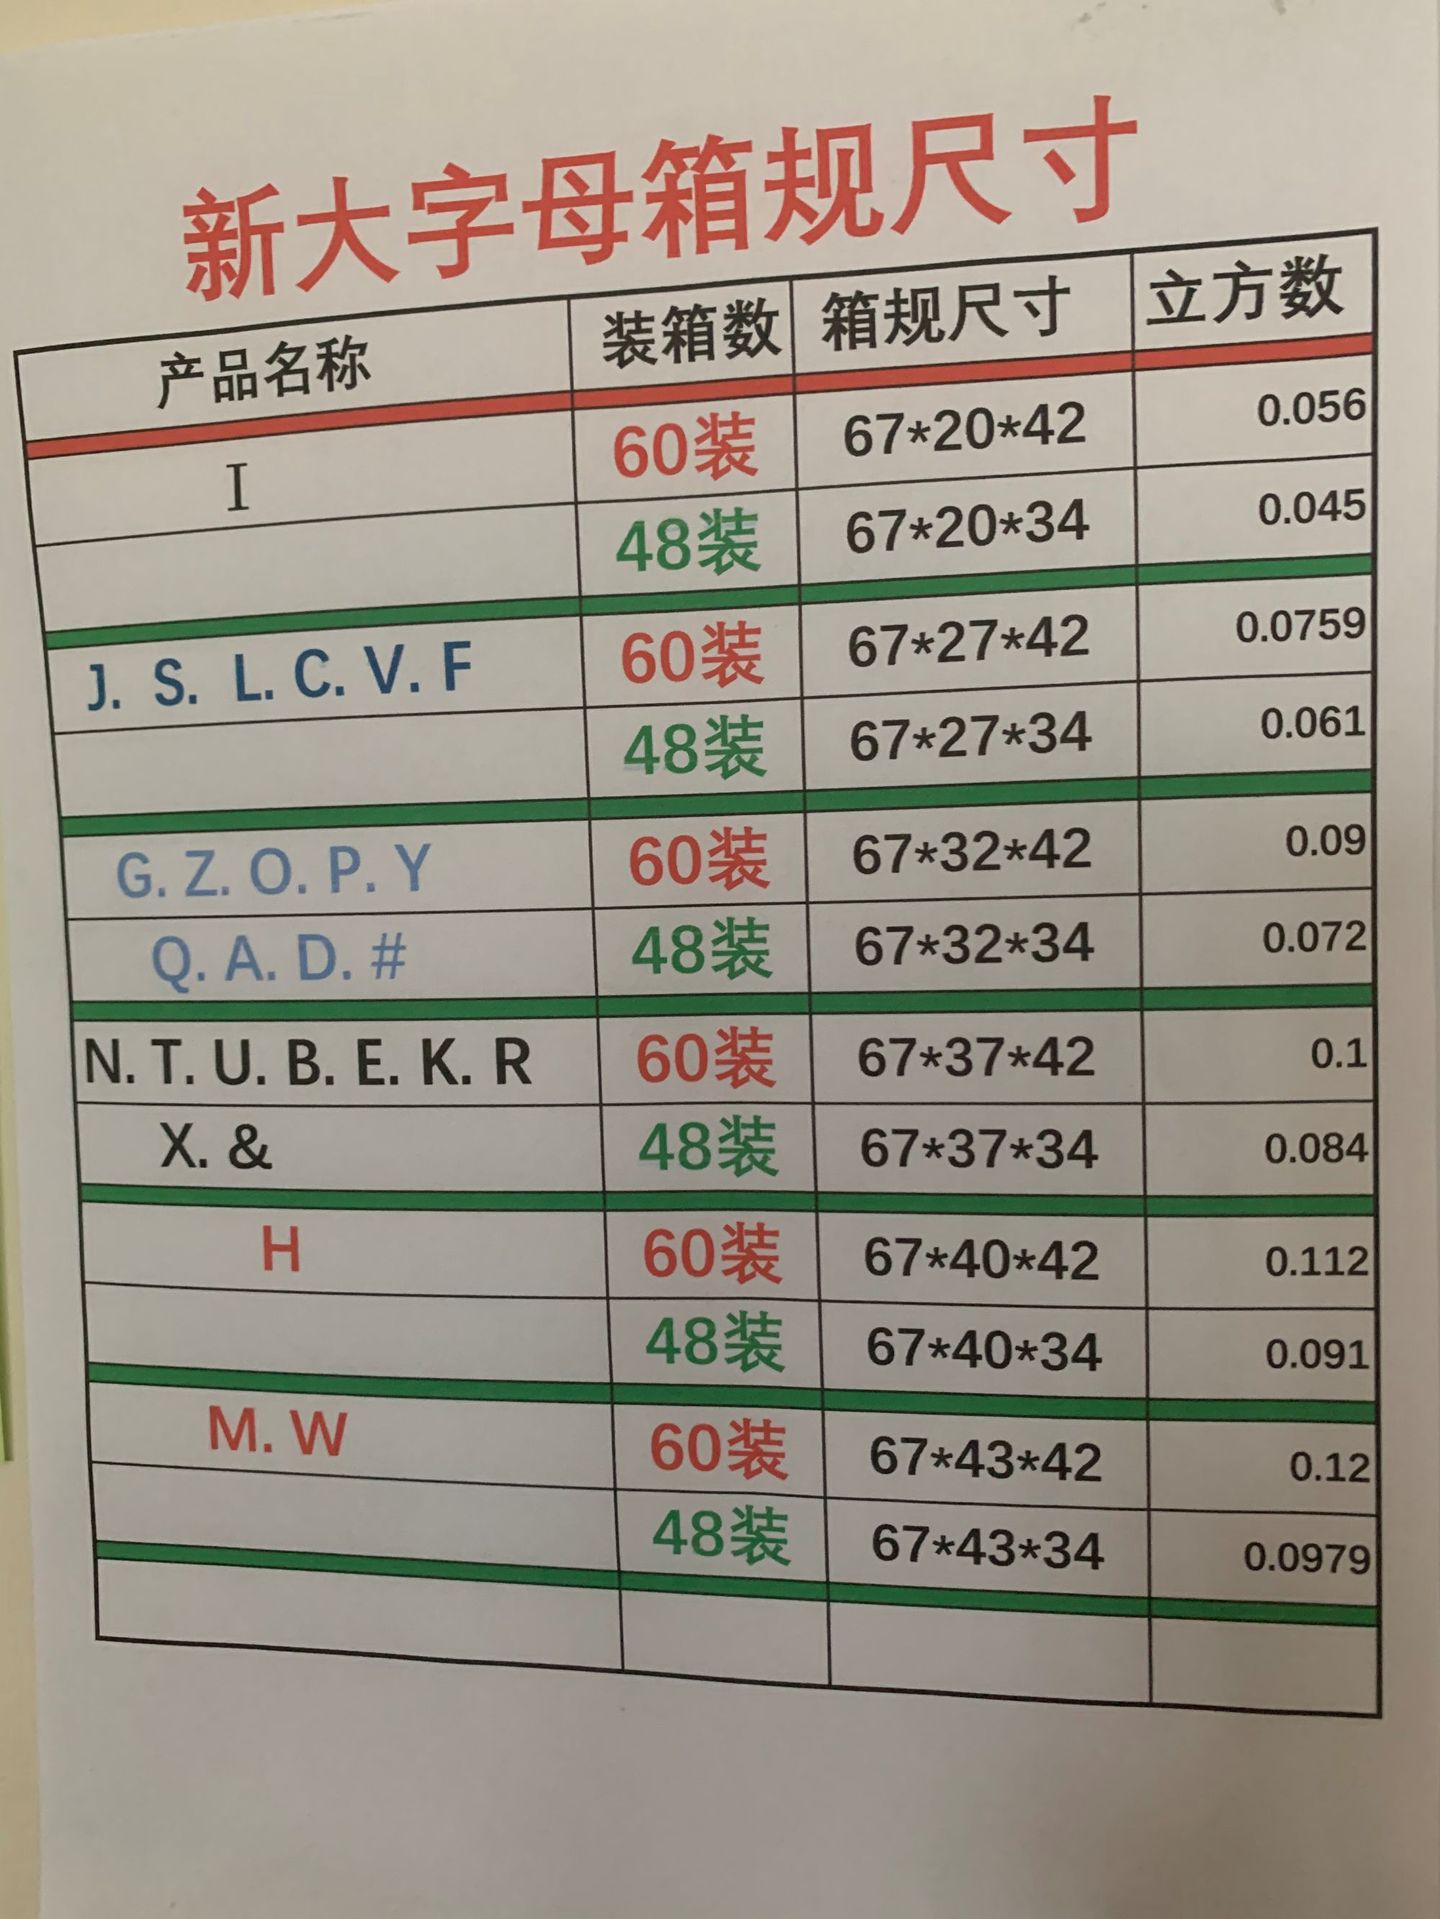 新大字母箱规尺寸
产品名称 装箱数 箱规尺寸 立方数
I 60装 67*20*42 0.056
48装 67*20*34 0.045
J. S. L. C. V. F 60装 67*27*42 0.0759
48装 67*27*34 0.061
G. Z. O. P. Y 60装 67*32*42 0.09
Q. A. D. # 48装 67*32*34 0.072
N. T. U. B. E. K. R 60装 67*37*42 0.1
X. & 48装 67*37*34 0.084
H 60装 67*40*42 0.112
48装 67*40*34 0.091
M. W 60装 67*43*42 0.12
48装 67*43*34 0.0979